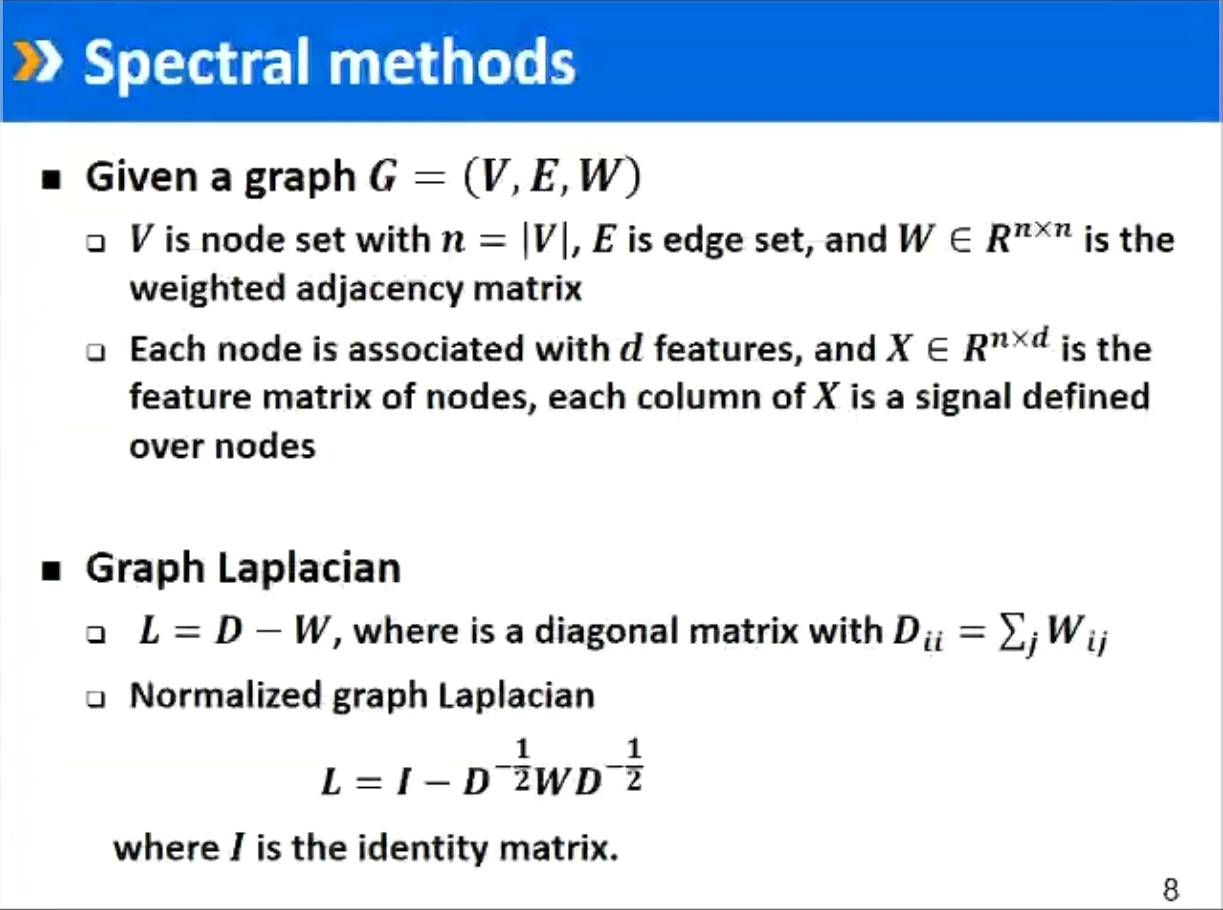 » Spectral methods
■ Given a graph G = (V, E, W)
❑ V is node set with n = |V|, E is edge set, and W ∈ R^{n×n} is the
weighted adjacency matrix
❑ Each node is associated with d features, and X ∈ R^{n×d} is the
feature matrix of nodes, each column of X is a signal defined
over nodes
■ Graph Laplacian
❑ L = D − W, where is a diagonal matrix with D_{ii} = ∑_j W_{ij}
❑ Normalized graph Laplacian
L = I − D^{-\frac{1}{2}}WD^{-\frac{1}{2}}
where I is the identity matrix.
8